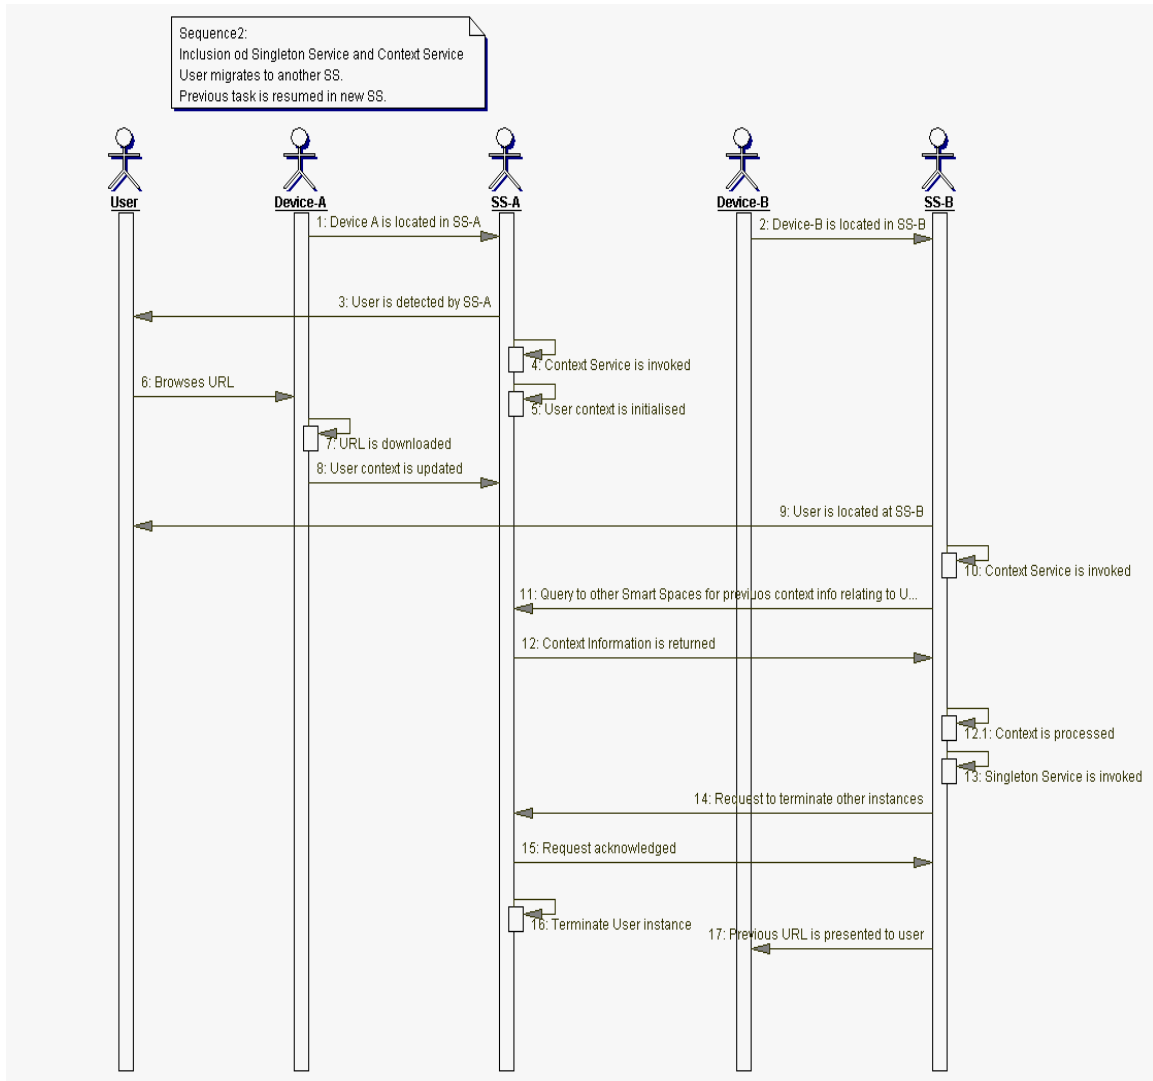 Sequence2:
Inclusion od Singleton Service and Context Service
User migrates to another SS.
Previous task is resumed in new SS.
User
Device-A
SS-A
Device-B
SS-B
1: Device A is located in SS-A
2: Device-B is located in SS-B
3: User is detected by SS-A
4: Context Service is invoked
6: Browses URL
5: User context is initialised
7: URL is downloaded
8: User context is updated
9: User is located at SS-B
10: Context Service is invoked
11: Query to other Smart Spaces for previuos context info relating to U...
12: Context Information is returned
12.1: Context is processed
13: Singleton Service is invoked
14: Request to terminate other instances
15: Request acknowledged
16: Terminate User instance
17: Previous URL is presented to user